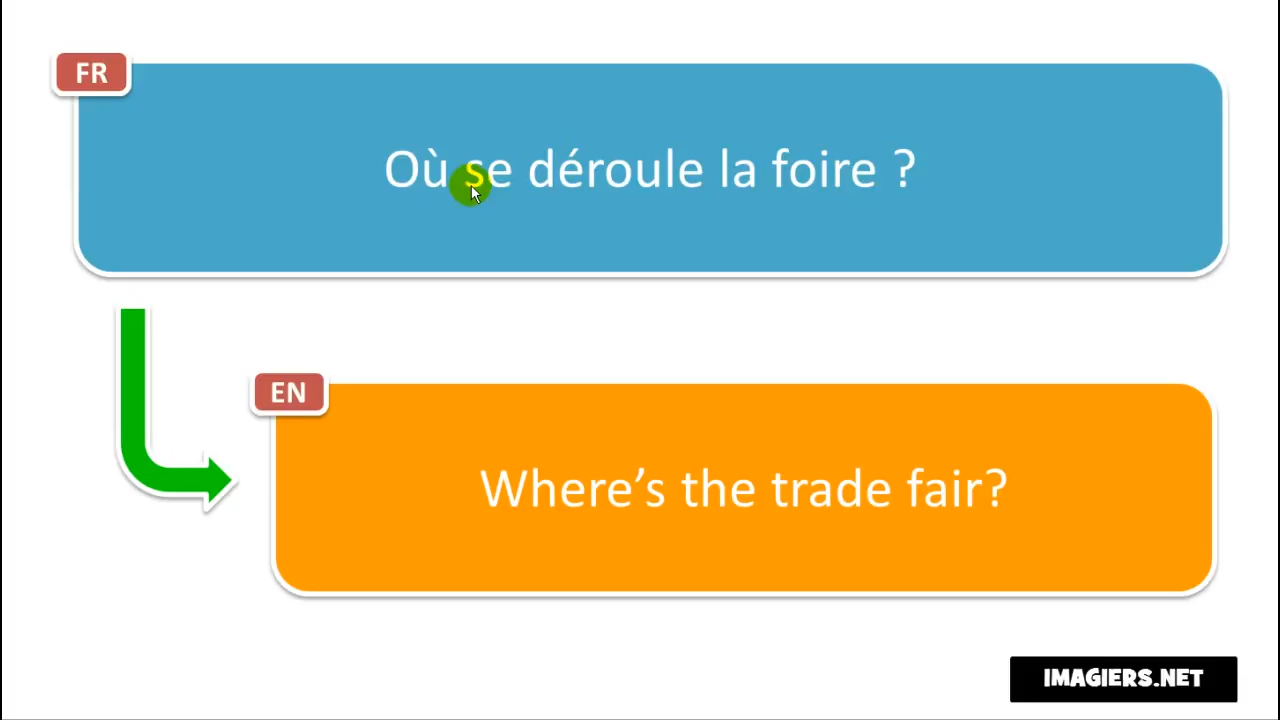 FR
Où se déroule la foire ?
EN
Where’s the trade fair?
IMAGIERS.NET